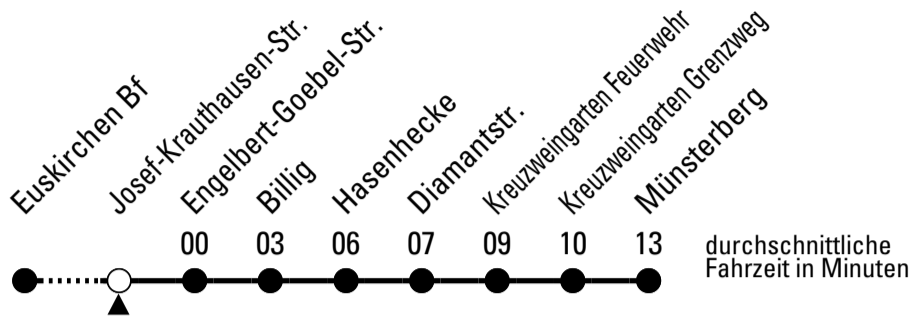 Euskirchen Bf
Josef-Krauthausen-Str.
Engelbert-Goebel-Str.
Billig
Hasenhecke
Diamantstr.
Kreuzweingarten Feuerwehr
Kreuzweingarten Grenzweg
Münsterberg
00 03 06 07 09 10 13
durchschnittliche
Fahrzeit in Minuten